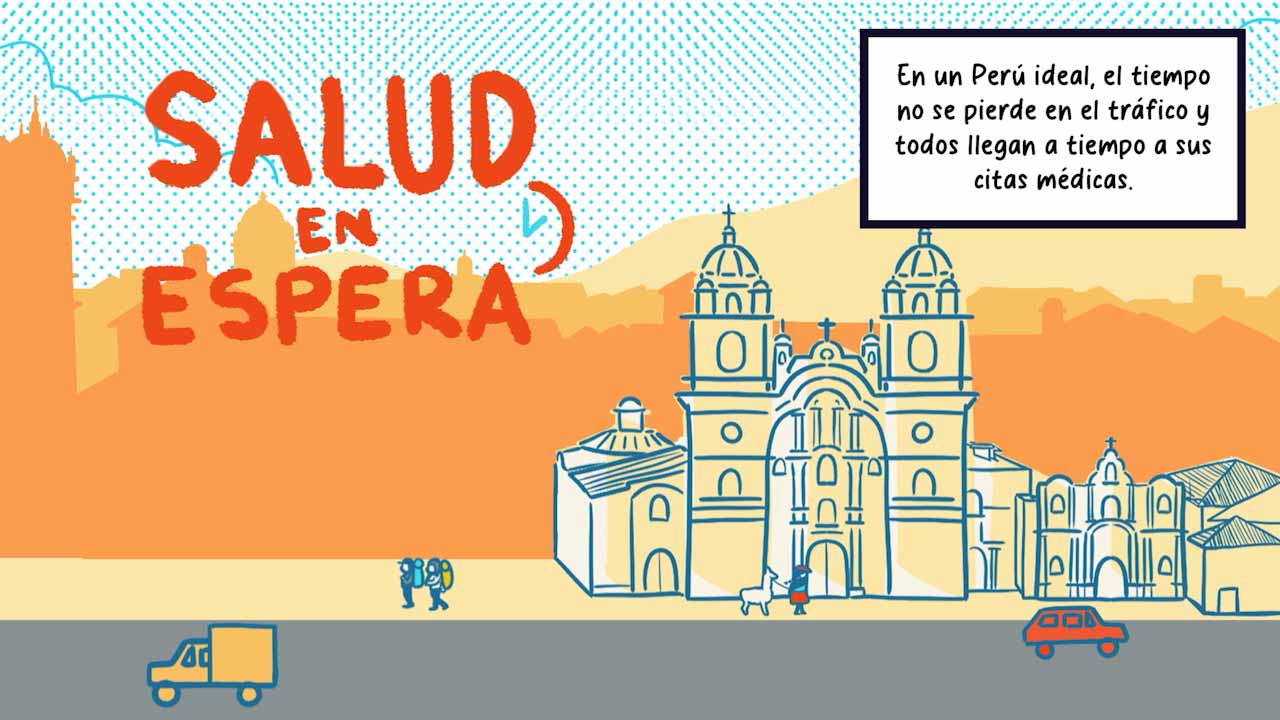 SALUD
EN
ESPERA
En un Perú ideal, el tiempo
no se pierde en el tráfico y
todos llegan a tiempo a sus
citas médicas.